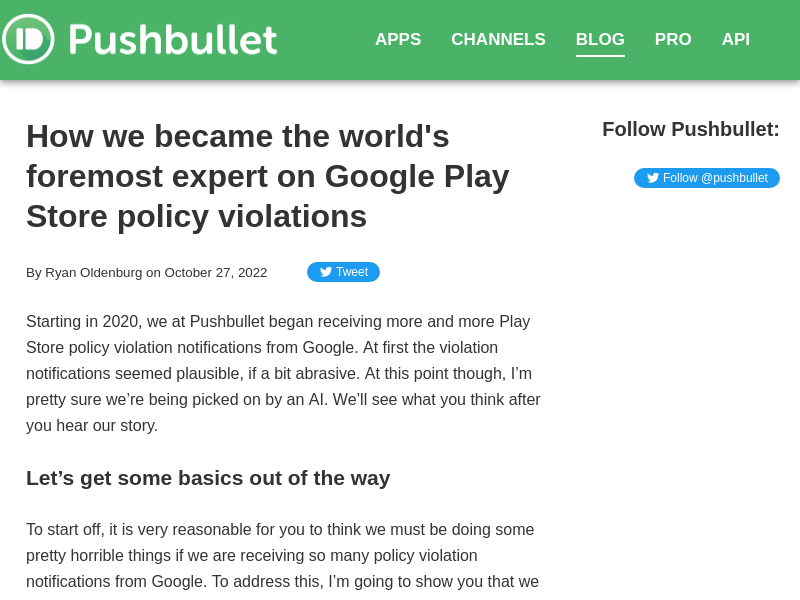 Pushbullet
APPS CHANNELS BLOG PRO API
How we became the world's
foremost expert on Google Play
Store policy violations
By Ryan Oldenburg on October 27, 2022
Tweet
Starting in 2020, we at Pushbullet began receiving more and more Play
Store policy violation notifications from Google. At first the violation
notifications seemed plausible, if a bit abrasive. At this point though, I’m
pretty sure we’re being picked on by an AI. We’ll see what you think after
you hear our story.
Let’s get some basics out of the way
To start off, it is very reasonable for you to think we must be doing some
pretty horrible things if we are receiving so many policy violation
notifications from Google. To address this, I’m going to show you that we
Follow Pushbullet:
Follow @pushbullet